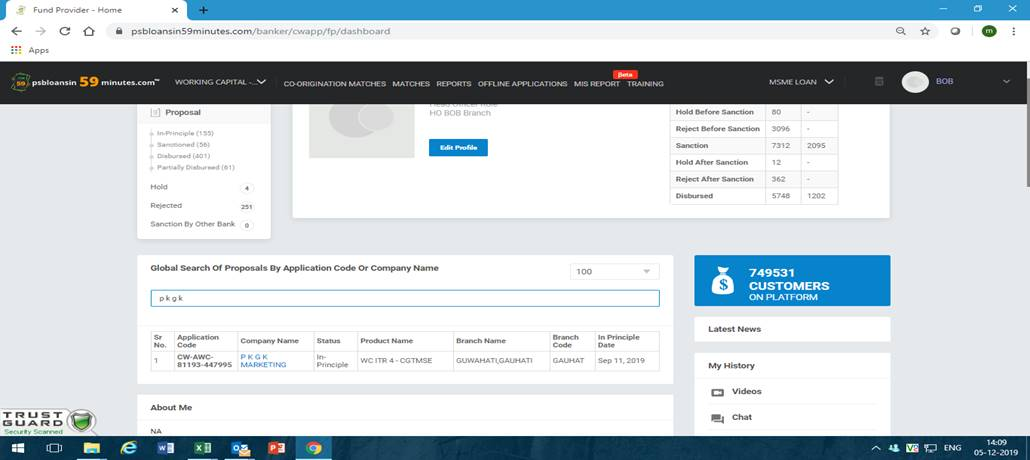 Fund Provider - Home
psbloansin59minutes.com/banker/cwapp/fp/dashboard
m
Apps
psbloansin 59 minutes.com™ WORKING CAPITAL -... CO-ORIGINATION MATCHES MATCHES REPORTS OFFLINE APPLICATIONS MIS REPORT Beta TRAINING MSME LOAN BOB
Proposal
In-Principle (155)
Sanctioned (56)
Disbursed (401)
Partially Disbursed (61)
Hold 4
Rejected 251
Sanction By Other Bank 0
Head Officer Role
HO BOB Branch
Edit Profile
Hold Before Sanction 80 -
Reject Before Sanction 3096 -
Sanction 7312 2095
Hold After Sanction 12 -
Reject After Sanction 362 -
Disbursed 5748 1202
Global Search Of Proposals By Application Code Or Company Name 100
p k g k
Sr No. Application Code Company Name Status Product Name Branch Name Branch Code In Principle Date
1 CW-AWC-81193-447995 P K G K MARKETING In-Principle WC ITR 4 - CGTMSE GUWAHATI,GAUHATI GAUHAT Sep 11, 2019
About Me
NA
749531
CUSTOMERS
ON PLATFORM
Latest News
My History
Videos
Chat
TRUST
GUARD
Security Scanned
ENG
14:09
05-12-2019